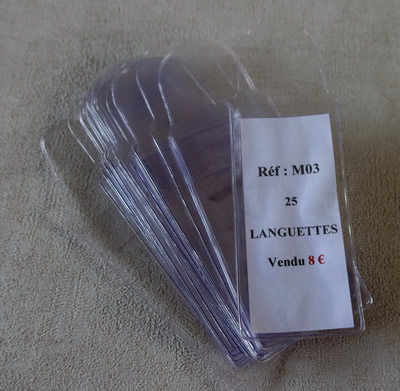 Réf : M03
25
LANGUETTES
Vendu 8 €